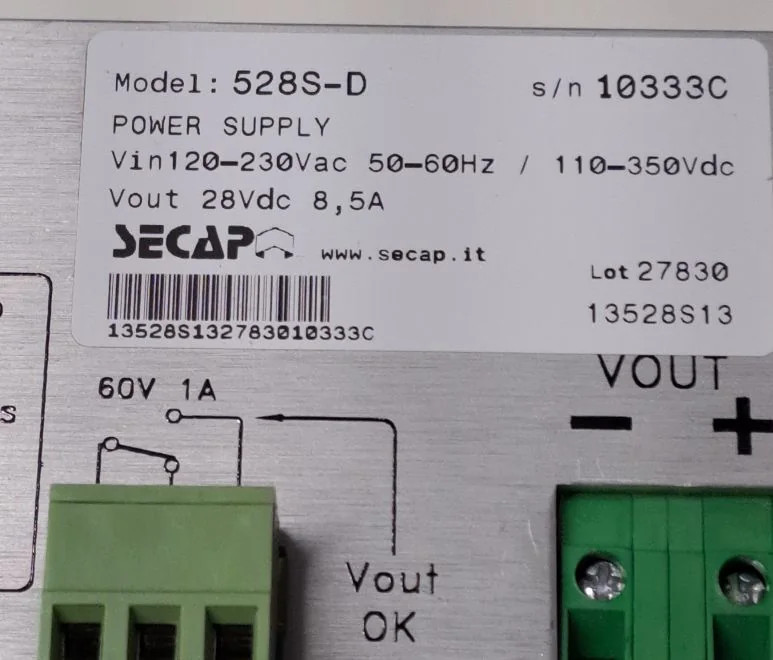 Model: 528S-D s/n 10333C
POWER SUPPLY
Vin120-230Vac 50-60Hz / 110-350Vdc
Vout 28Vdc 8,5A
SECAP www.secap.it
Lot 27830
13528S13
13528S132783010333C
VOUT
- +
60V 1A
s
Vout
OK